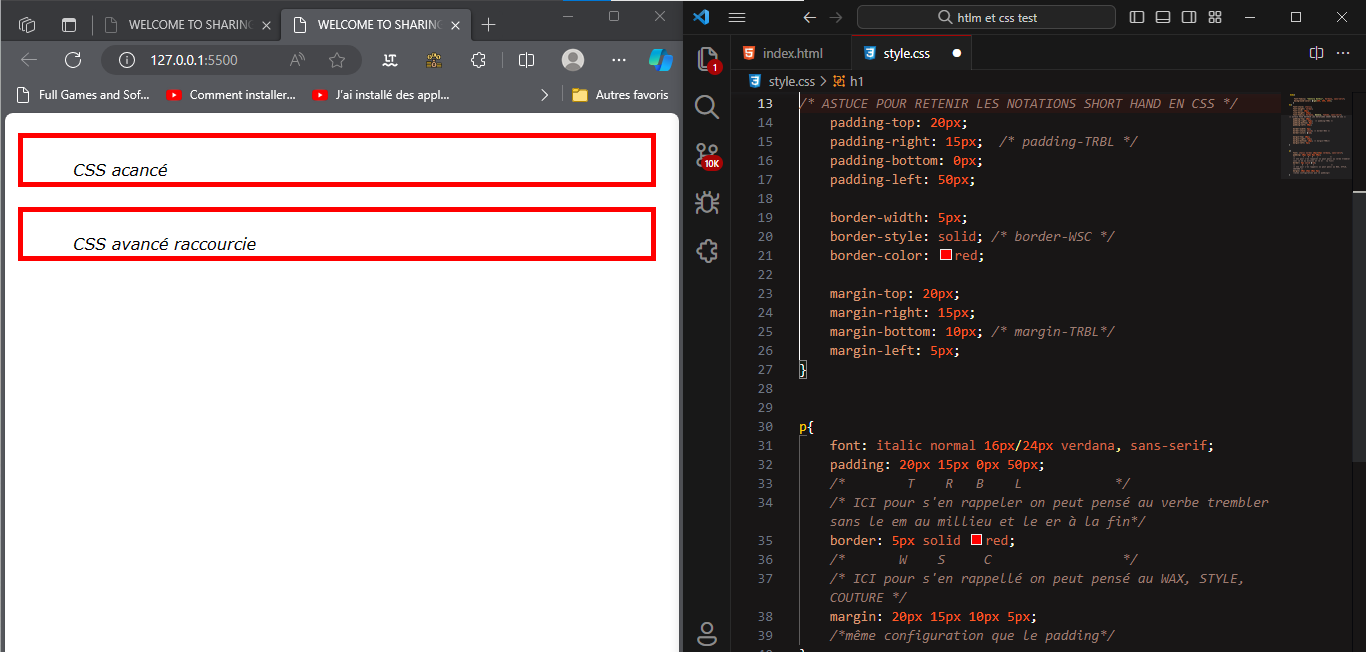 WELCOME TO SHARING
WELCOME TO SHARING
127.0.0.1:5500
Full Games and Sof...
Comment installer...
J'ai installé des appl...
Autres favoris
CSS acancé
CSS avancé raccourcie
htlm et css test
1
10K
index.html
style.css
style.css > h1
13 /* ASTUCE POUR RETENIR LES NOTATIONS SHORT HAND EN CSS */
14 padding-top: 20px;
15 padding-right: 15px; /* padding-TRBL */
16 padding-bottom: 0px;
17 padding-left: 50px;
18
19 border-width: 5px;
20 border-style: solid; /* border-WSC */
21 border-color: red;
22
23 margin-top: 20px;
24 margin-right: 15px;
25 margin-bottom: 10px; /* margin-TRBL*/
26 margin-left: 5px;
27 }
28
29
30 p{
31 font: italic normal 16px/24px verdana, sans-serif;
32 padding: 20px 15px 0px 50px;
33 /* T R B L */
34 /* ICI pour s'en rappeler on peut pensé au verbe trembler
sans le em au millieu et le er à la fin*/
35 border: 5px solid red;
36 /* W S C */
37 /* ICI pour s'en rappellé on peut pensé au WAX, STYLE,
COUTURE */
38 margin: 20px 15px 10px 5px;
39 /*même configuration que le padding*/